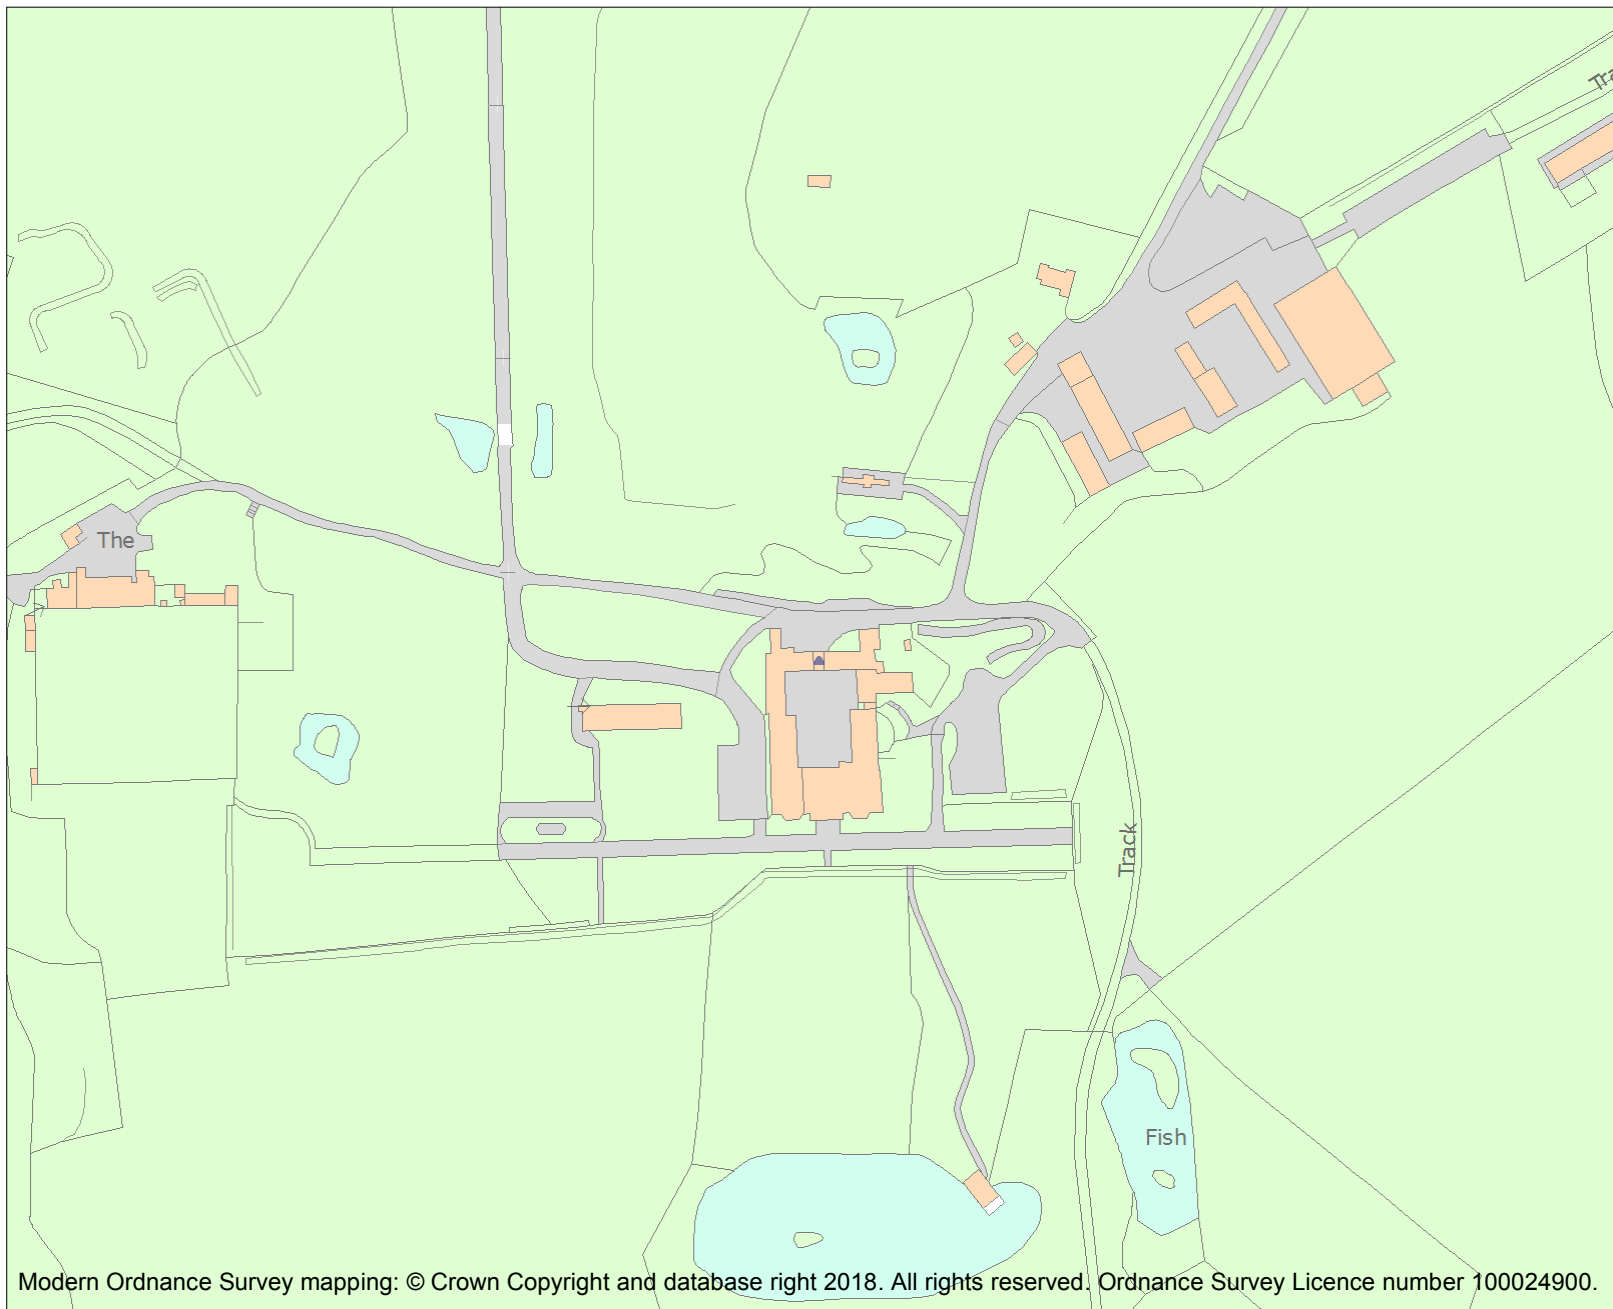 Tra
The
Track
Fish
Modern Ordnance Survey mapping: © Crown Copyright and database right 2018. All rights reserved. Ordnance Survey Licence number 100024900.